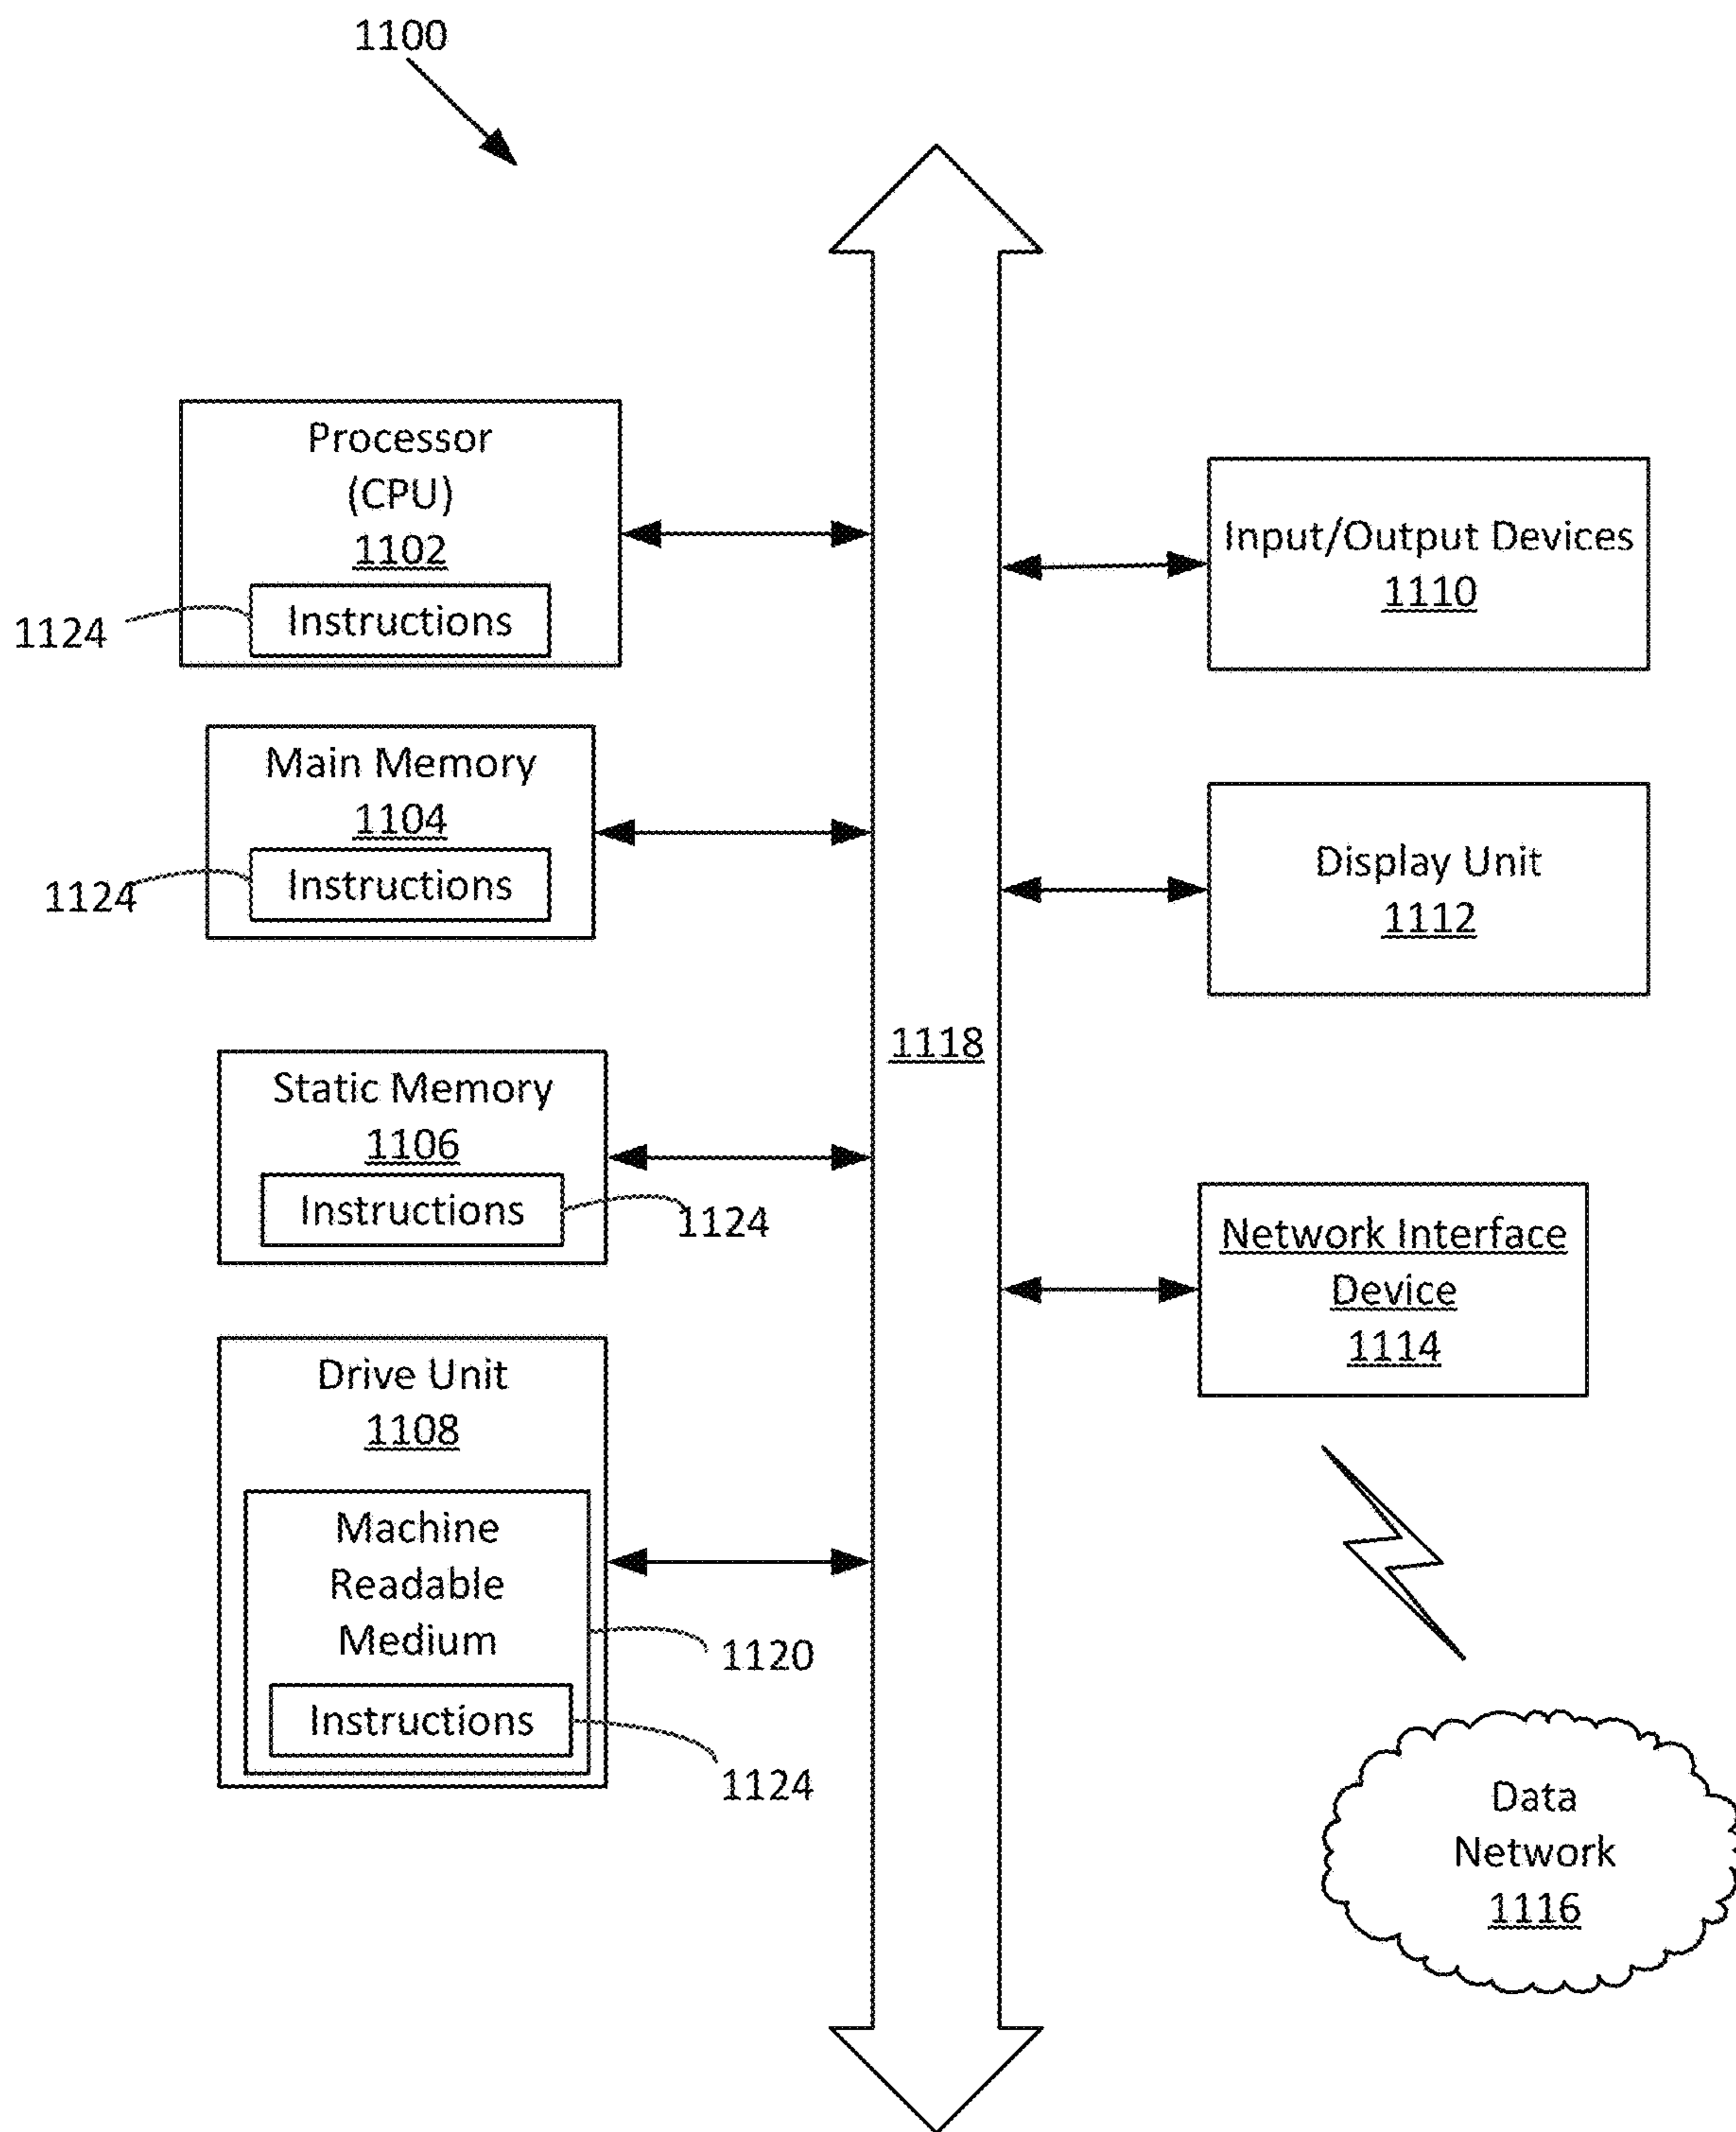 1100
Processor
(CPU)
1102
Instructions
1124
Main Memory
1104
Instructions
1124
Static Memory
1106
Instructions
1124
Drive Unit
1108
Machine
Readable
Medium
1120
Instructions
1124
1118
Input/Output Devices
1110
Display Unit
1112
Network Interface
Device
1114
Data
Network
1116